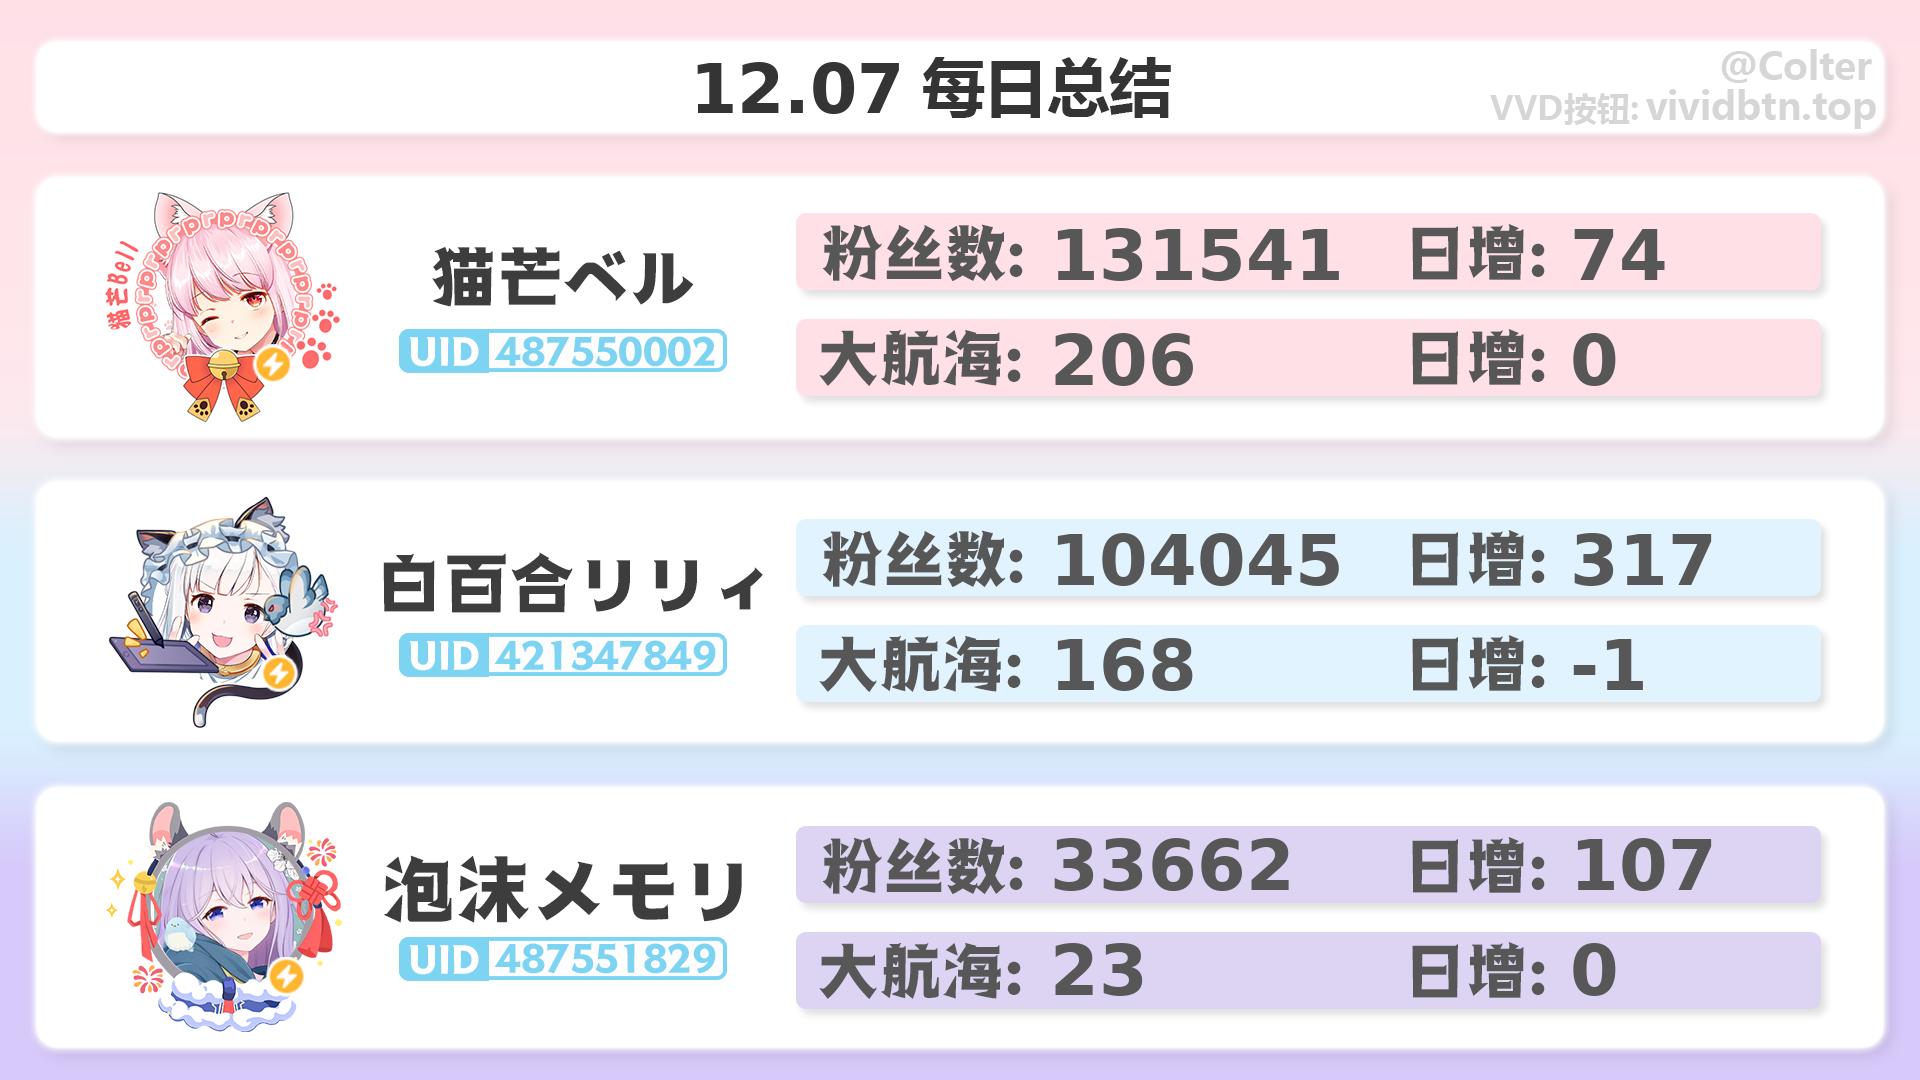 12.07 每日总结
@Colter
VVD按钮: vividbtn.top
猫芒Bell
prprprprprprprpr
猫芒ベル
UID 487550002
粉丝数: 131541 日增: 74
大航海: 206 日增: 0
白百合リリィ
UID 421347849
粉丝数: 104045 日增: 317
大航海: 168 日增: -1
泡沫メモリ
UID 487551829
粉丝数: 33662 日增: 107
大航海: 23 日增: 0